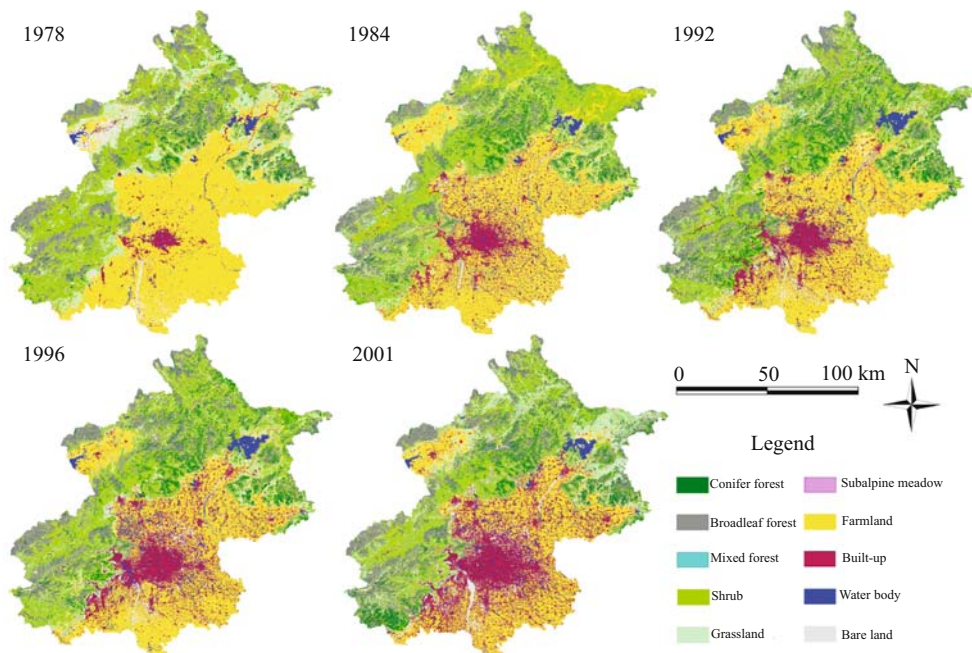 1978
1984
1992
1996
2001
0 50 100 km
N
Legend
Conifer forest
Subalpine meadow
Broadleaf forest
Farmland
Mixed forest
Built-up
Shrub
Water body
Grassland
Bare land